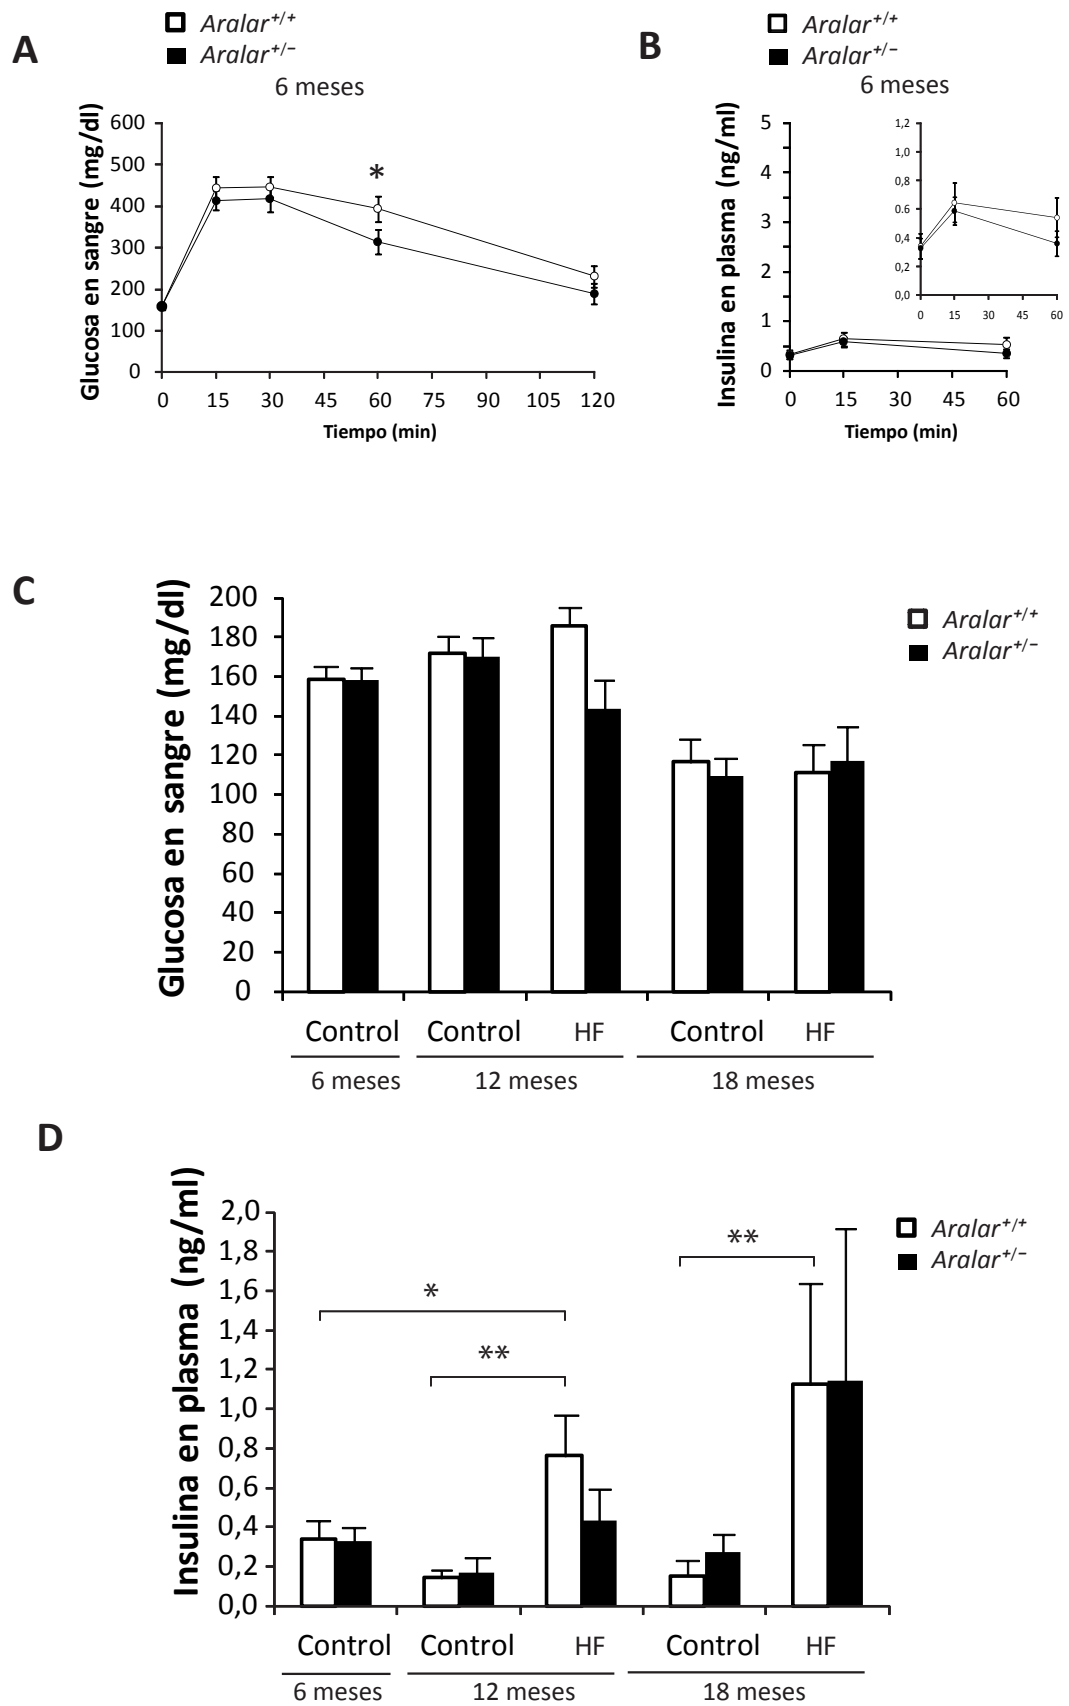 A
Aralar+/+
Aralar+/−
6 meses
Glucosa en sangre (mg/dl)
600
500
400
300
200
100
0
*
0 15 30 45 60 75 90 105 120
Tiempo (min)
B
Aralar+/+
Aralar+/−
6 meses
Insulina en plasma (ng/ml)
5
4
3
2
1
0
1,2
1,0
0,8
0,6
0,4
0,2
0,0
0 15 30 45 60
0 15 30 45 60
Tiempo (min)
C
Glucosa en sangre (mg/dl)
200
180
160
140
120
100
80
60
40
20
0
Aralar+/+
Aralar+/−
Control Control HF Control HF
6 meses 12 meses 18 meses
D
Insulina en plasma (ng/ml)
2,0
1,8
1,6
1,4
1,2
1,0
0,8
0,6
0,4
0,2
0,0
Aralar+/+
Aralar+/−
**
*
**
Control Control HF Control HF
6 meses 12 meses 18 meses